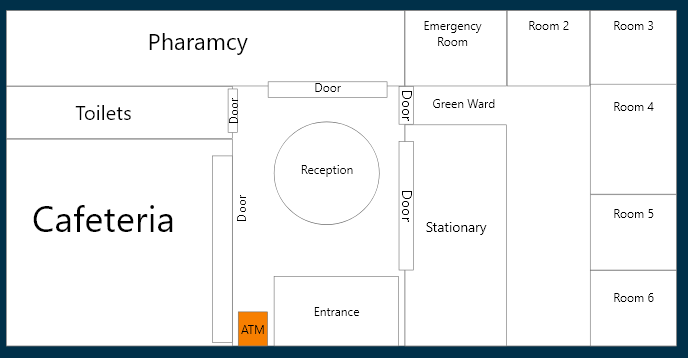 Pharamcy
Emergency
Room
Room 2
Room 3
Door
Toilets
Door
Door
Green Ward
Room 4
Reception
Cafeteria
Door
Door
Stationary
Room 5
Entrance
ATM
Room 6